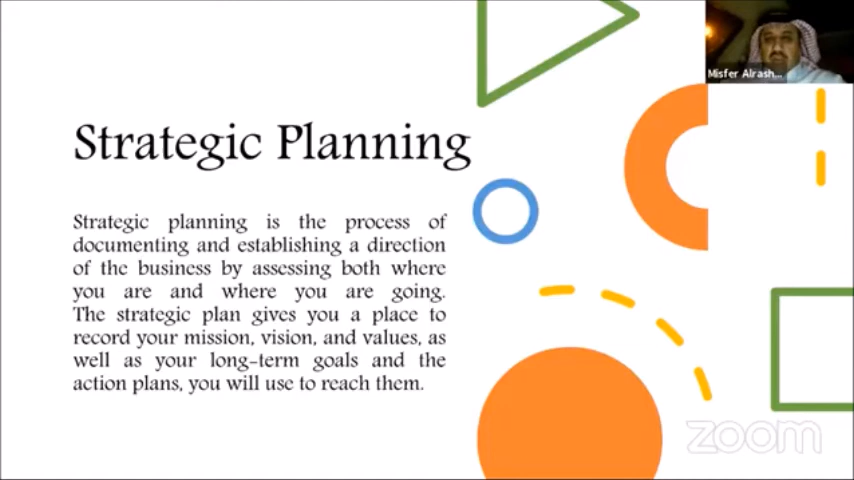 Misfer Alrash...
Strategic Planning
Strategic planning is the process of
documenting and establishing a direction
of the business by assessing both where
you are and where you are going.
The strategic plan gives you a place to
record your mission, vision, and values, as
well as your long-term goals and the
action plans, you will use to reach them.
zoom